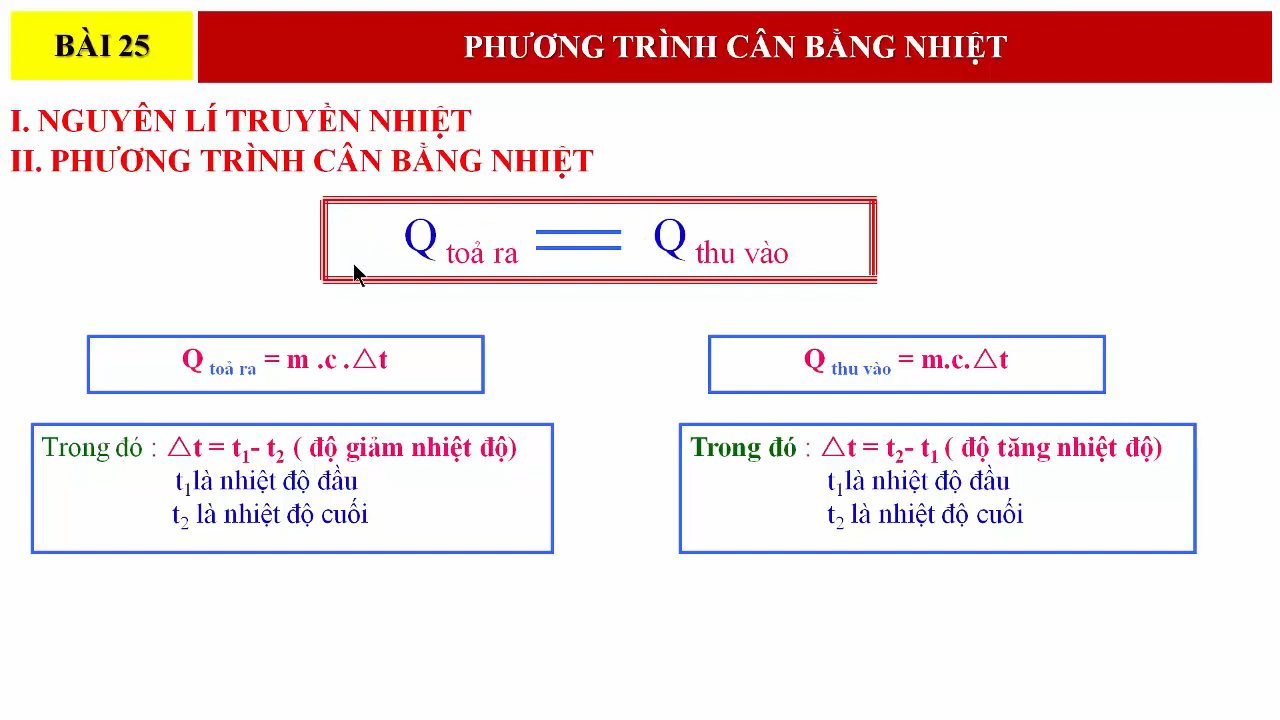 BÀI 25
PHƯƠNG TRÌNH CÂN BẰNG NHIỆT
I. NGUYÊN LÍ TRUYỀN NHIỆT
II. PHƯƠNG TRÌNH CÂN BẰNG NHIỆT
Q toả ra = Q thu vào
Q toả ra = m .c .△t
Q thu vào = m.c.△t
Trong đó : △t = t₁- t₂ ( độ giảm nhiệt độ)
t₁là nhiệt độ đầu
t₂ là nhiệt độ cuối
Trong đó : △t = t₂- t₁ ( độ tăng nhiệt độ)
t₁là nhiệt độ đầu
t₂ là nhiệt độ cuối